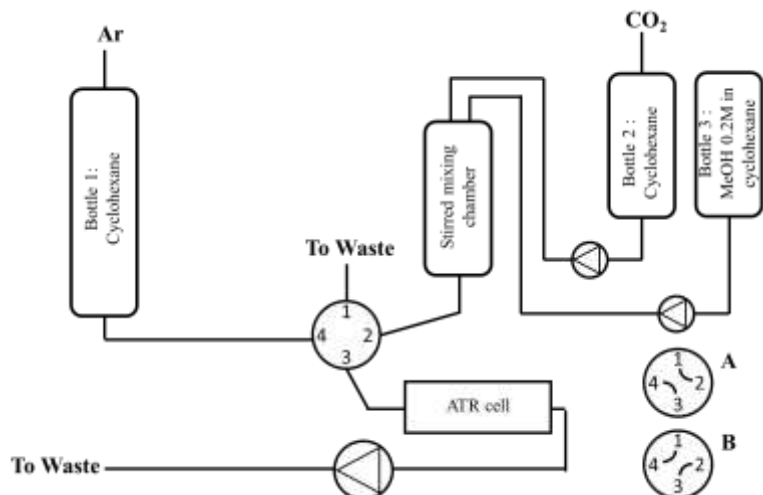 Ar
CO₂
Bottle 1:
Cyclohexane
Stirred mixing
chamber
Bottle 2 :
Cyclohexane
Bottle 3 :
MeOH 0.2M in
cyclohexane
To Waste
1
4 2
3
ATR cell
To Waste
A
1
4 2
3
B
1
4 2
3